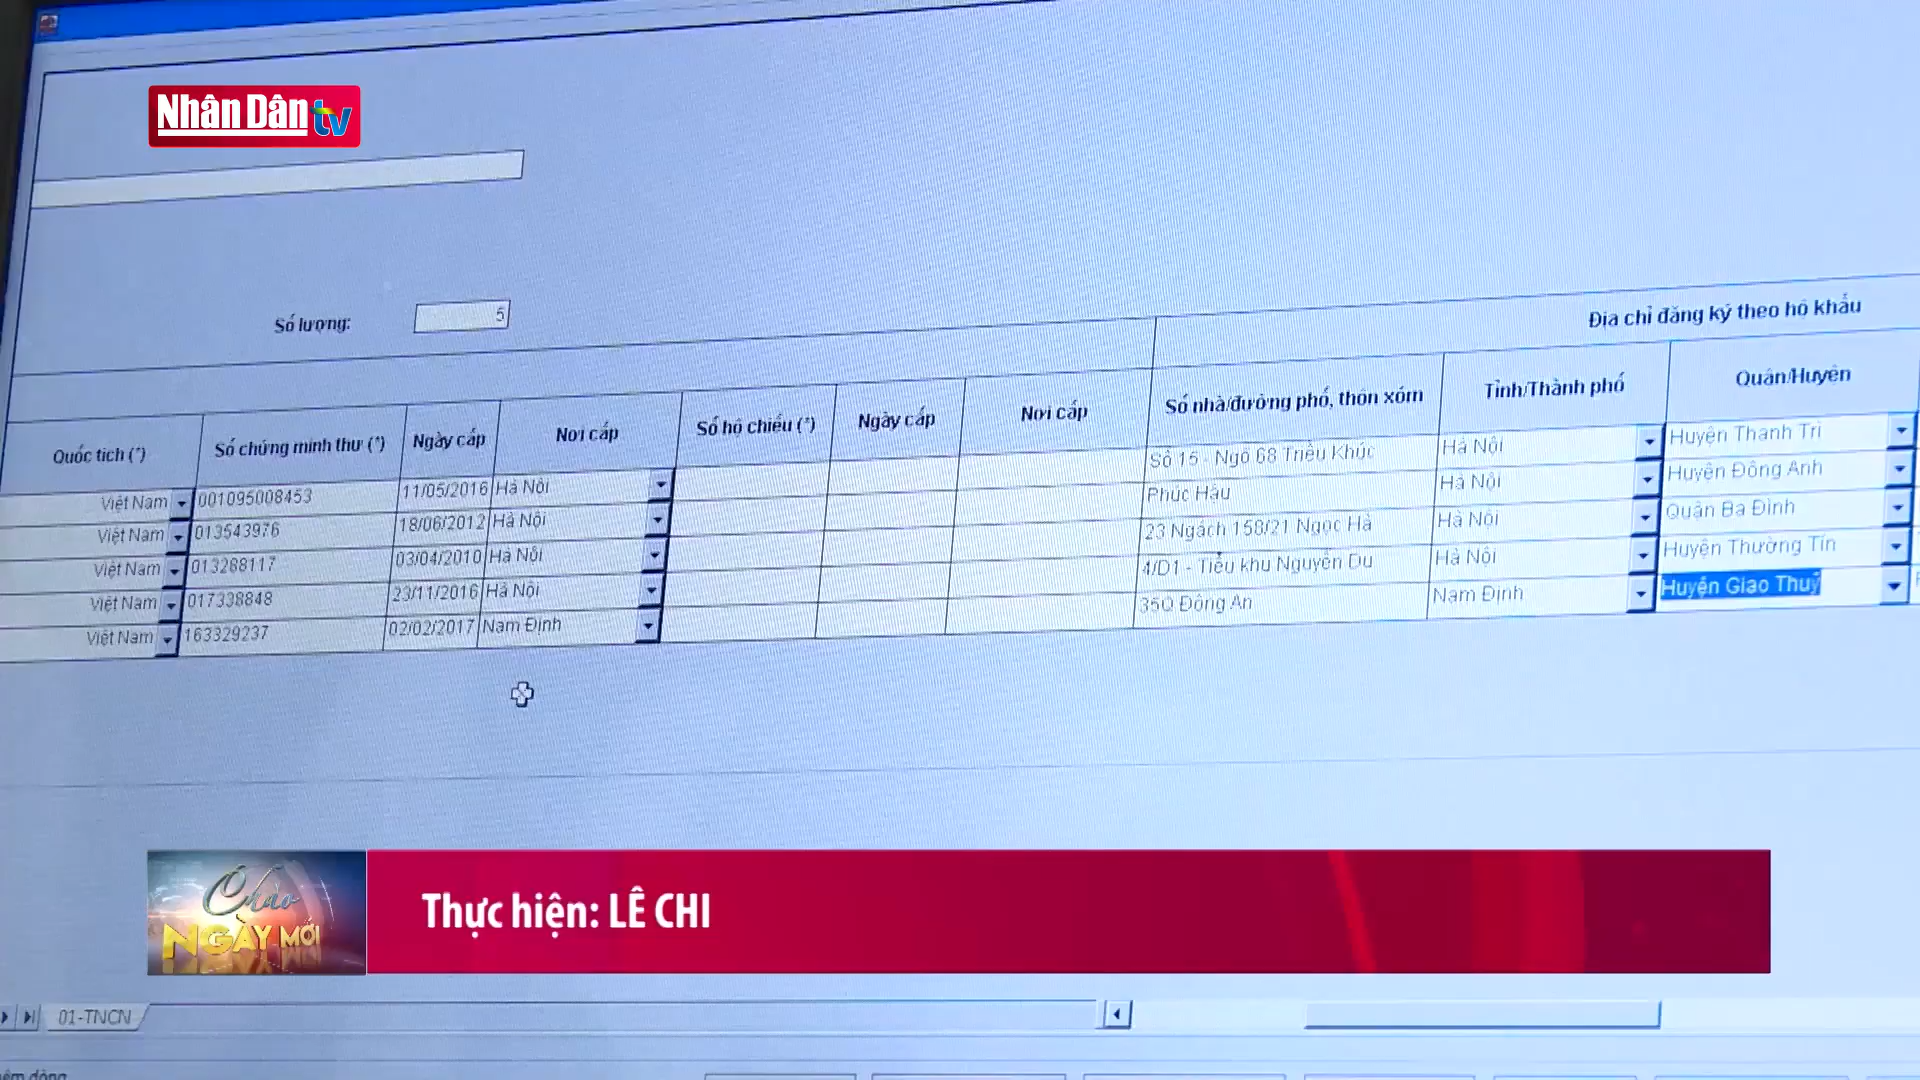 Nhân Dân tv
Số lượng: 5
Địa chỉ đăng ký theo hộ khẩu
Quốc tịch (*) Số chứng minh thư (*) Ngày cấp Nơi cấp Số hộ chiếu (*) Ngày cấp Nơi cấp Số nhà/đường phố, thôn xóm Tỉnh/Thành phố Quận/Huyện
Việt Nam 001095008453 11/05/2016 Hà Nội Số 15 - Ngõ 68 Triều Khúc Hà Nội Huyện Thanh Trì
Việt Nam 013543976 18/06/2012 Hà Nội Phúc Hậu Hà Nội Huyện Đông Anh
Việt Nam 013288117 03/04/2010 Hà Nội 23 Ngách 158/21 Ngọc Hà Hà Nội Quận Ba Đình
Việt Nam 017338848 23/11/2016 Hà Nội 4/D1 - Tiểu khu Nguyễn Du Hà Nội Huyện Thường Tín
Việt Nam 163329237 02/02/2017 Nam Định 35Q Đông An Nam Định Huyện Giao Thuỷ
Chào
NGÀY MỚI
Thực hiện: LÊ CHI
01-TNCN